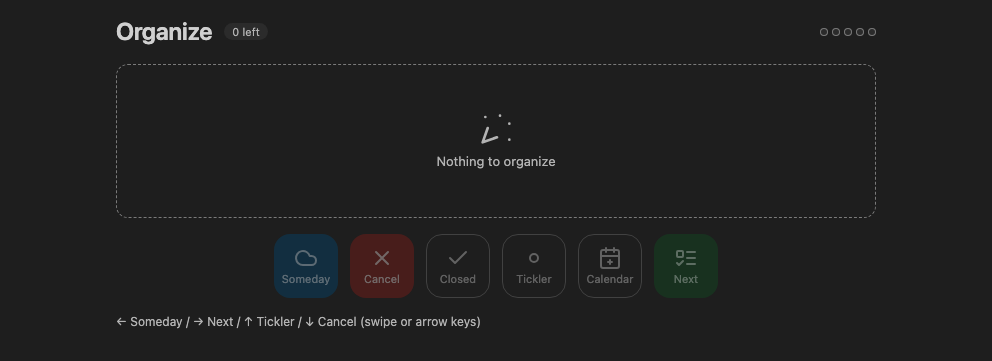 Organize 0 left
Nothing to organize
Someday Cancel Closed Tickler Calendar Next
← Someday / → Next / ↑ Tickler / ↓ Cancel (swipe or arrow keys)